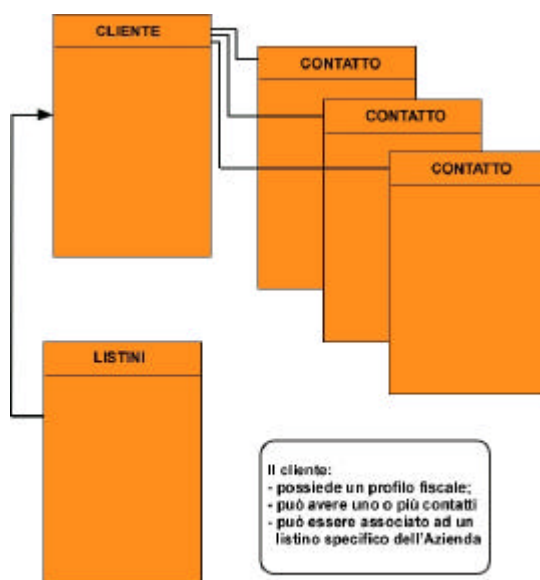 CLIENTE
CONTATTO
CONTATTO
CONTATTO
LISTINI
Il cliente:
- possiede un profilo fiscale;
- può avere uno o più contatti
- può essere associato ad un
listino specifico dell'Azienda